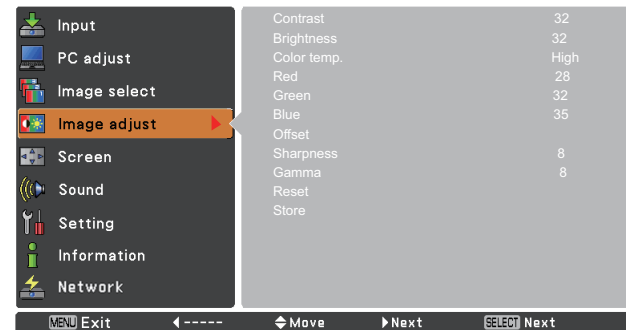 Input
PC adjust
Image select
Image adjust
Screen
Sound
Setting
Information
Network
Contrast 32
Brightness 32
Color temp. High
Red 28
Green 32
Blue 35
Offset
Sharpness 8
Gamma 8
Reset
Store
MENU Exit ----- Move Next SELECT Next